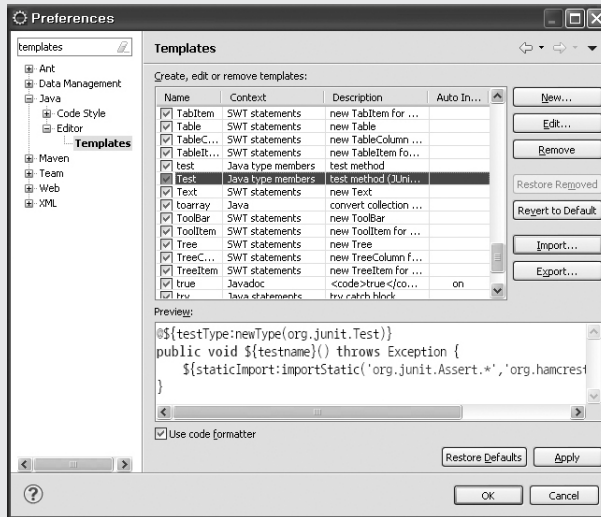 Preferences
templates
Templates
Ant
Data Management
Java
Code Style
Editor
Templates
Maven
Team
Web
XML
Create, edit or remove templates:
Name Context Description Auto In...
TabItem SWT statements new TabItem for ...
Table SWT statements new Table
TableC... SWT statements new TableColumn ...
TableIt... SWT statements new TableItem fo...
test Java type members test method
Test Java type members test method (JUni...
Text SWT statements new Text
toarray Java convert collection ...
ToolBar SWT statements new ToolBar
ToolItem SWT statements new ToolItem for ...
Tree SWT statements new Tree
TreeC... SWT statements new TreeColumn f...
TreeItem SWT statements new TreeItem for ...
true Javadoc <code>true</co... on
try Java statements try catch block
New...
Edit...
Remove
Restore Removed
Revert to Default
Import...
Export...
Preview:
@${testType:newType(org.junit.Test)}
public void ${testname}() throws Exception {
${staticImport:importStatic('org.junit.Assert.*','org.hamcrest
}
Use code formatter
Restore Defaults Apply
OK Cancel